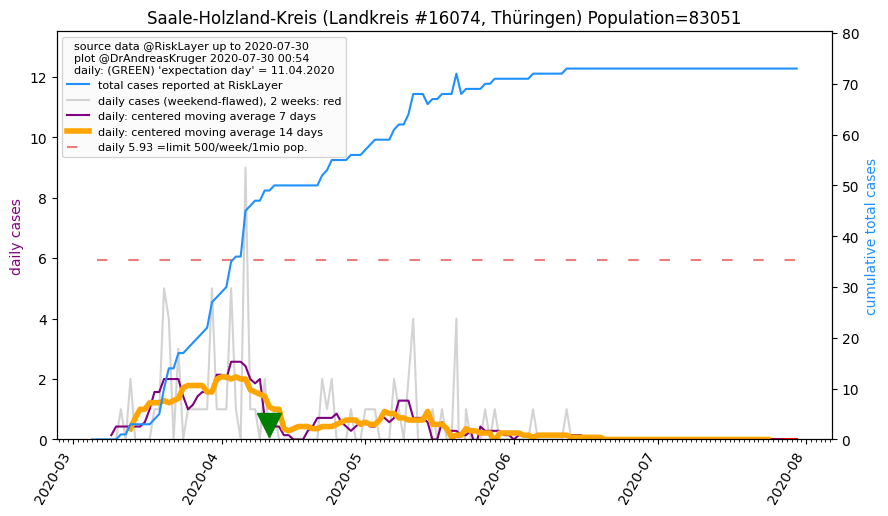 Saale-Holzland-Kreis (Landkreis #16074, Thüringen) Population=83051
source data @RiskLayer up to 2020-07-30
plot @DrAndreasKruger 2020-07-30 00:54
daily: (GREEN) 'expectation day' = 11.04.2020
total cases reported at RiskLayer
daily cases (weekend-flawed), 2 weeks: red
daily: centered moving average 7 days
daily: centered moving average 14 days
daily 5.93 =limit 500/week/1mio pop.
daily cases
12
10
8
6
4
2
0
cumulative total cases
80
70
60
50
40
30
20
10
0
2020-03
2020-04
2020-05
2020-06
2020-07
2020-08